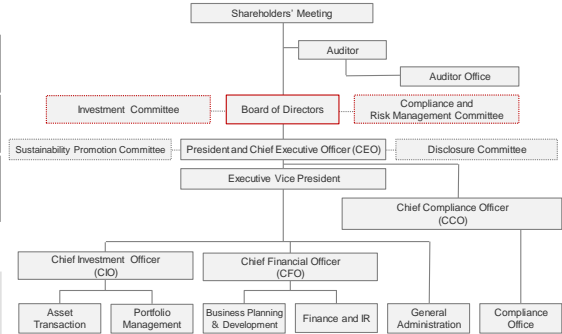 Shareholders' Meeting
Auditor
Auditor Office
Investment Committee
Board of Directors
Compliance and
Risk Management Committee
Sustainability Promotion Committee
President and Chief Executive Officer (CEO)
Disclosure Committee
Executive Vice President
Chief Compliance Officer
(CCO)
Chief Investment Officer
(CIO)
Chief Financial Officer
(CFO)
Asset
Transaction
Portfolio
Management
Business Planning
& Development
Finance and IR
General
Administration
Compliance
Office